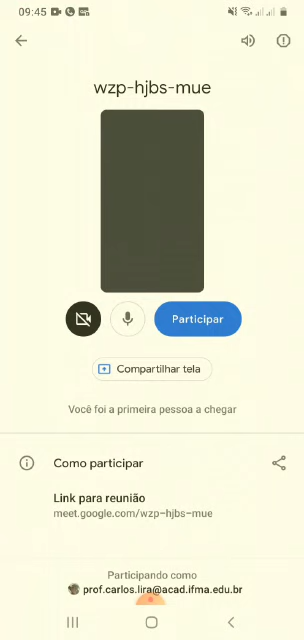 09:45
wzp-hjbs-mue
Participar
Compartilhar tela
Você foi a primeira pessoa a chegar
Como participar
Link para reunião
meet.google.com/wzp-hjbs-mue
Participando como
prof.carlos.lira@acad.ifma.edu.br